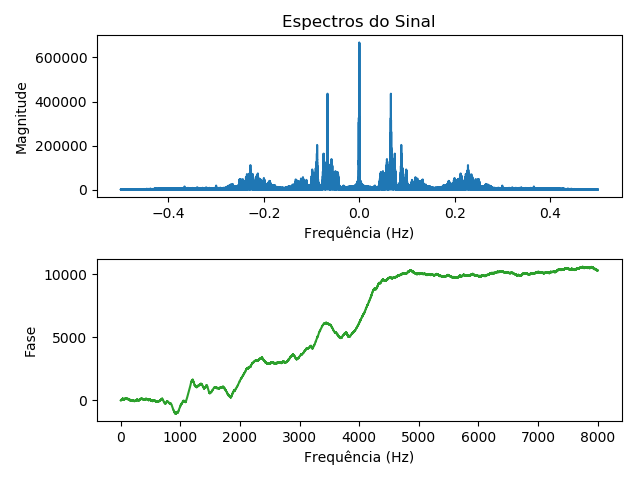 Espectros do Sinal
600000
400000
200000
0
Magnitude
−0.4 −0.2 0.0 0.2 0.4
Frequência (Hz)
10000
5000
0
Fase
0 1000 2000 3000 4000 5000 6000 7000 8000
Frequência (Hz)